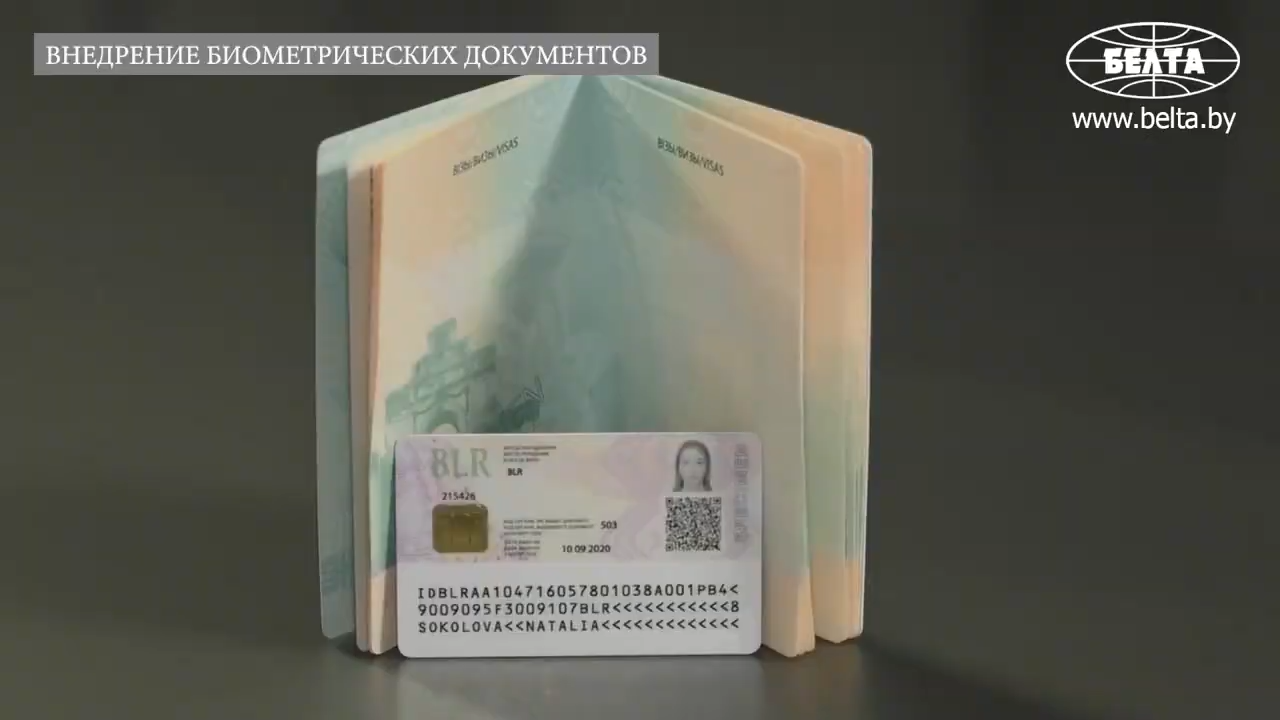 ВНЕДРЕНИЕ БИОМЕТРИЧЕСКИХ ДОКУМЕНТОВ
БЕЛТА
www.belta.by
ВІЗЫ/ВИЗЫ/VISAS
ВІЗЫ/ВИЗЫ/VISAS
BLR
BLR
215426
503
10.09.2020
IDBLRAA104716057801038A001PB4<
9009095F3009107BLR<<<<<<<<<<<8
SOKOLOVA<<NATALIA<<<<<<<<<<<<<